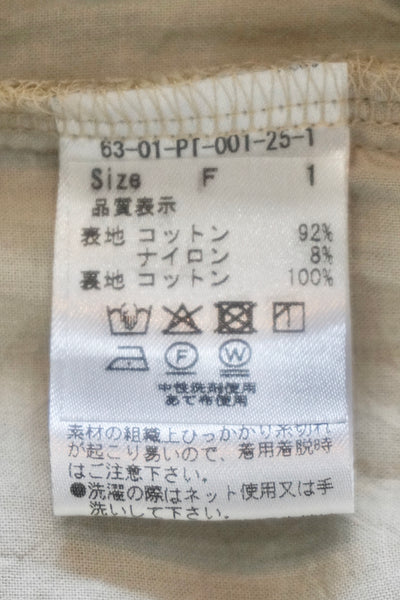 63-01-PT-001-25-1
Size F 1
品質表示
表地 コットン 92%
ナイロン 8%
裏地 コットン 100%
F W
中性洗剤使用
あて布使用
素材の組織上ひっかかり糸切れ
が起こり易いので、着用着脱時
はご注意下さい。
●洗濯の際はネット使用又は手
洗いして下さい。